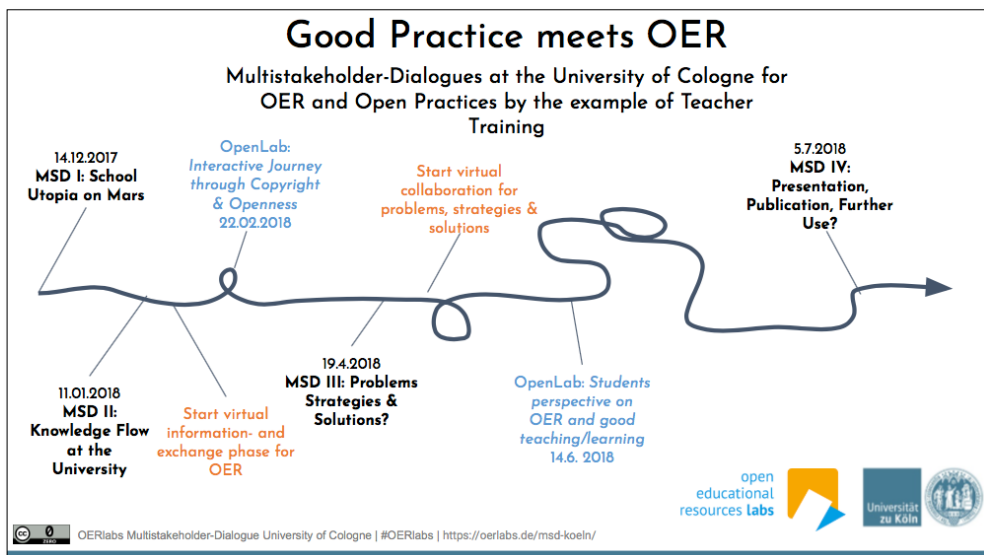 Good Practice meets OER
Multistakeholder-Dialogues at the University of Cologne for
OER and Open Practices by the example of Teacher
Training
14.12.2017
MSD I: School
Utopia on Mars
OpenLab:
Interactive Journey
through Copyright
& Openness
22.02.2018
Start virtual
collaboration for
problems, strategies &
solutions
5.7.2018
MSD IV:
Presentation,
Publication, Further
Use?
11.01.2018
MSD II:
Knowledge Flow
at the
University
Start virtual
information- and
exchange phase for
OER
19.4.2018
MSD III: Problems
Strategies &
Solutions?
OpenLab: Students
perspective on
OER and good
teaching/learning
14.6. 2018
open
educational
resources labs
Universität
zu Köln
cc 0
ZERO
OERlabs Multistakeholder-Dialogue University of Cologne | #OERlabs | https://oerlabs.de/msd-koeln/